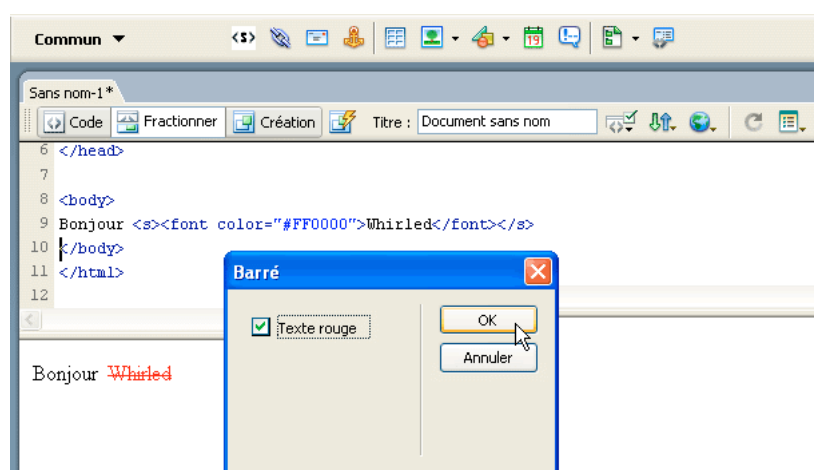 Commun
<S>
19
Sans nom-1*
Code Fractionner Création Titre : Document sans nom
6 </head>
7
8 <body>
9 Bonjour <s><font color="#FF0000">Whirled</font></s>
10 </body>
11 </html>
12
Barré
Texte rouge
OK
Annuler
Bonjour Whirled